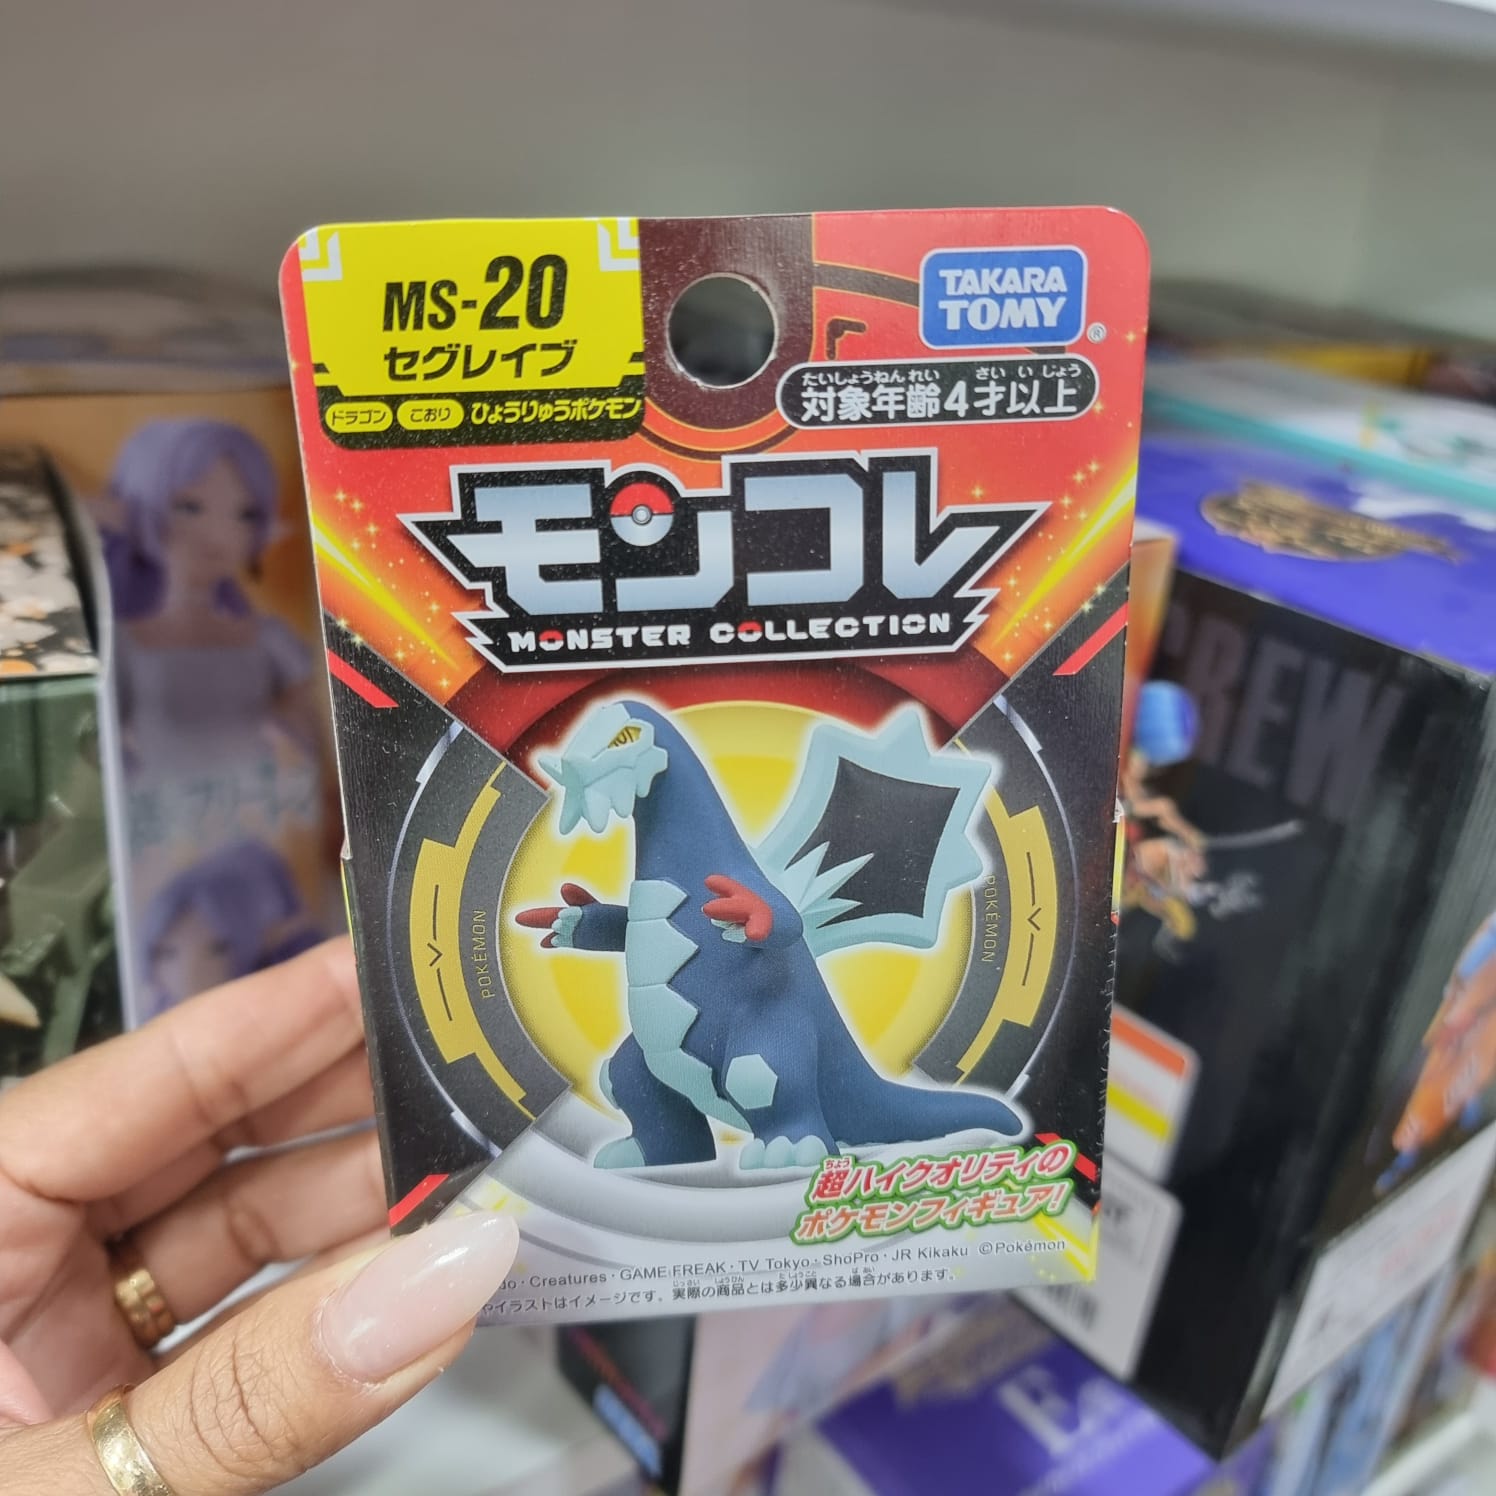 MS-20
セグレイブ
ドラゴン こおり ひょうりゅうポケモン
TAKARA
TOMY
®
たいしょうねんれい さいいじょう
対象年齢4才以上
モンコレ
MONSTER COLLECTION
POKÉMON
POKÉMON
ちょう
超ハイクオリティの
ポケモンフィギュア!
Creatures・GAME FREAK・TV Tokyo・ShoPro・JR Kikaku ©Pokémon
じっさい しょうひん たしょうこと ばあい
イラストはイメージです。実際の商品とは多少異なる場合があります。
CREW